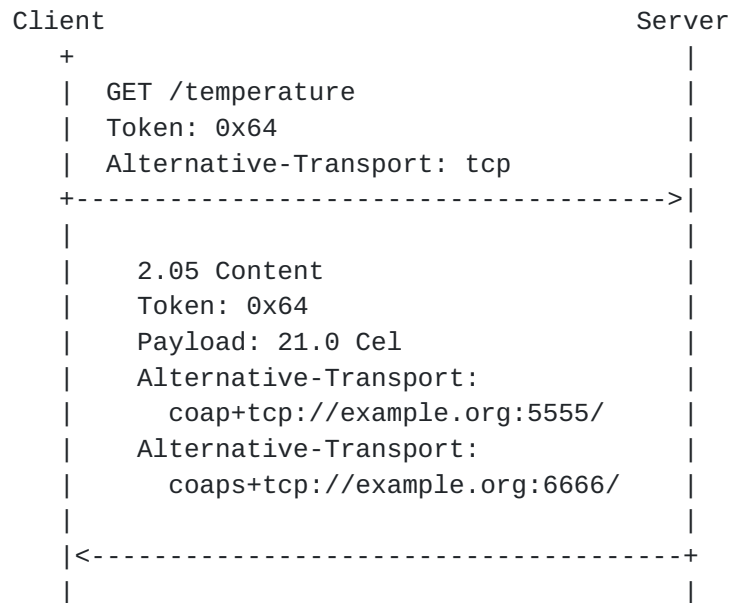 Client Server
GET /temperature
Token: 0x64
Alternative-Transport: tcp
2.05 Content
Token: 0x64
Payload: 21.0 Cel
Alternative-Transport:
coap+tcp://example.org:5555/
Alternative-Transport:
coaps+tcp://example.org:6666/